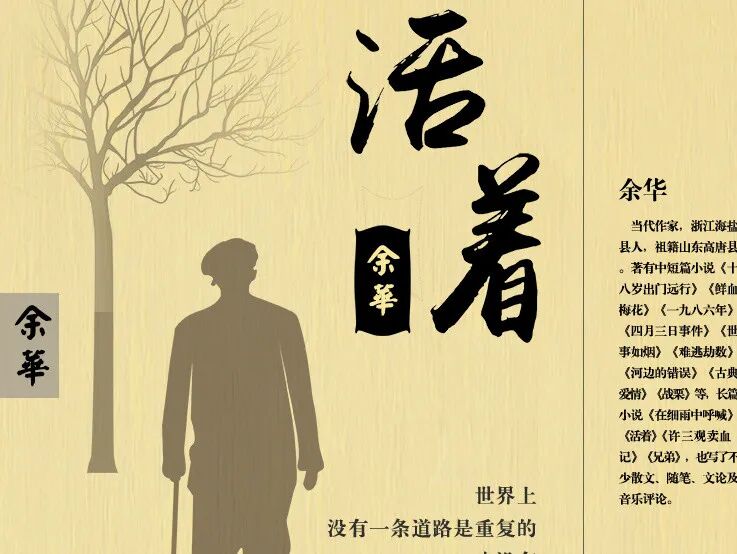 活着
余華
余華
世界上
没有一条道路是重复的
余华
当代作家,浙江海盐
县人,祖籍山东高唐县
。著有中短篇小说《十
八岁出门远行》《鲜血
梅花》《一九八六年》
《四月三日事件》《世
事如烟》《难逃劫数》
《河边的错误》《古典
爱情》《战栗》等,长篇
小说《在细雨中呼喊》
《活着》《许三观卖血
记》《兄弟》,也写了不
少散文、随笔、文论及
音乐评论。